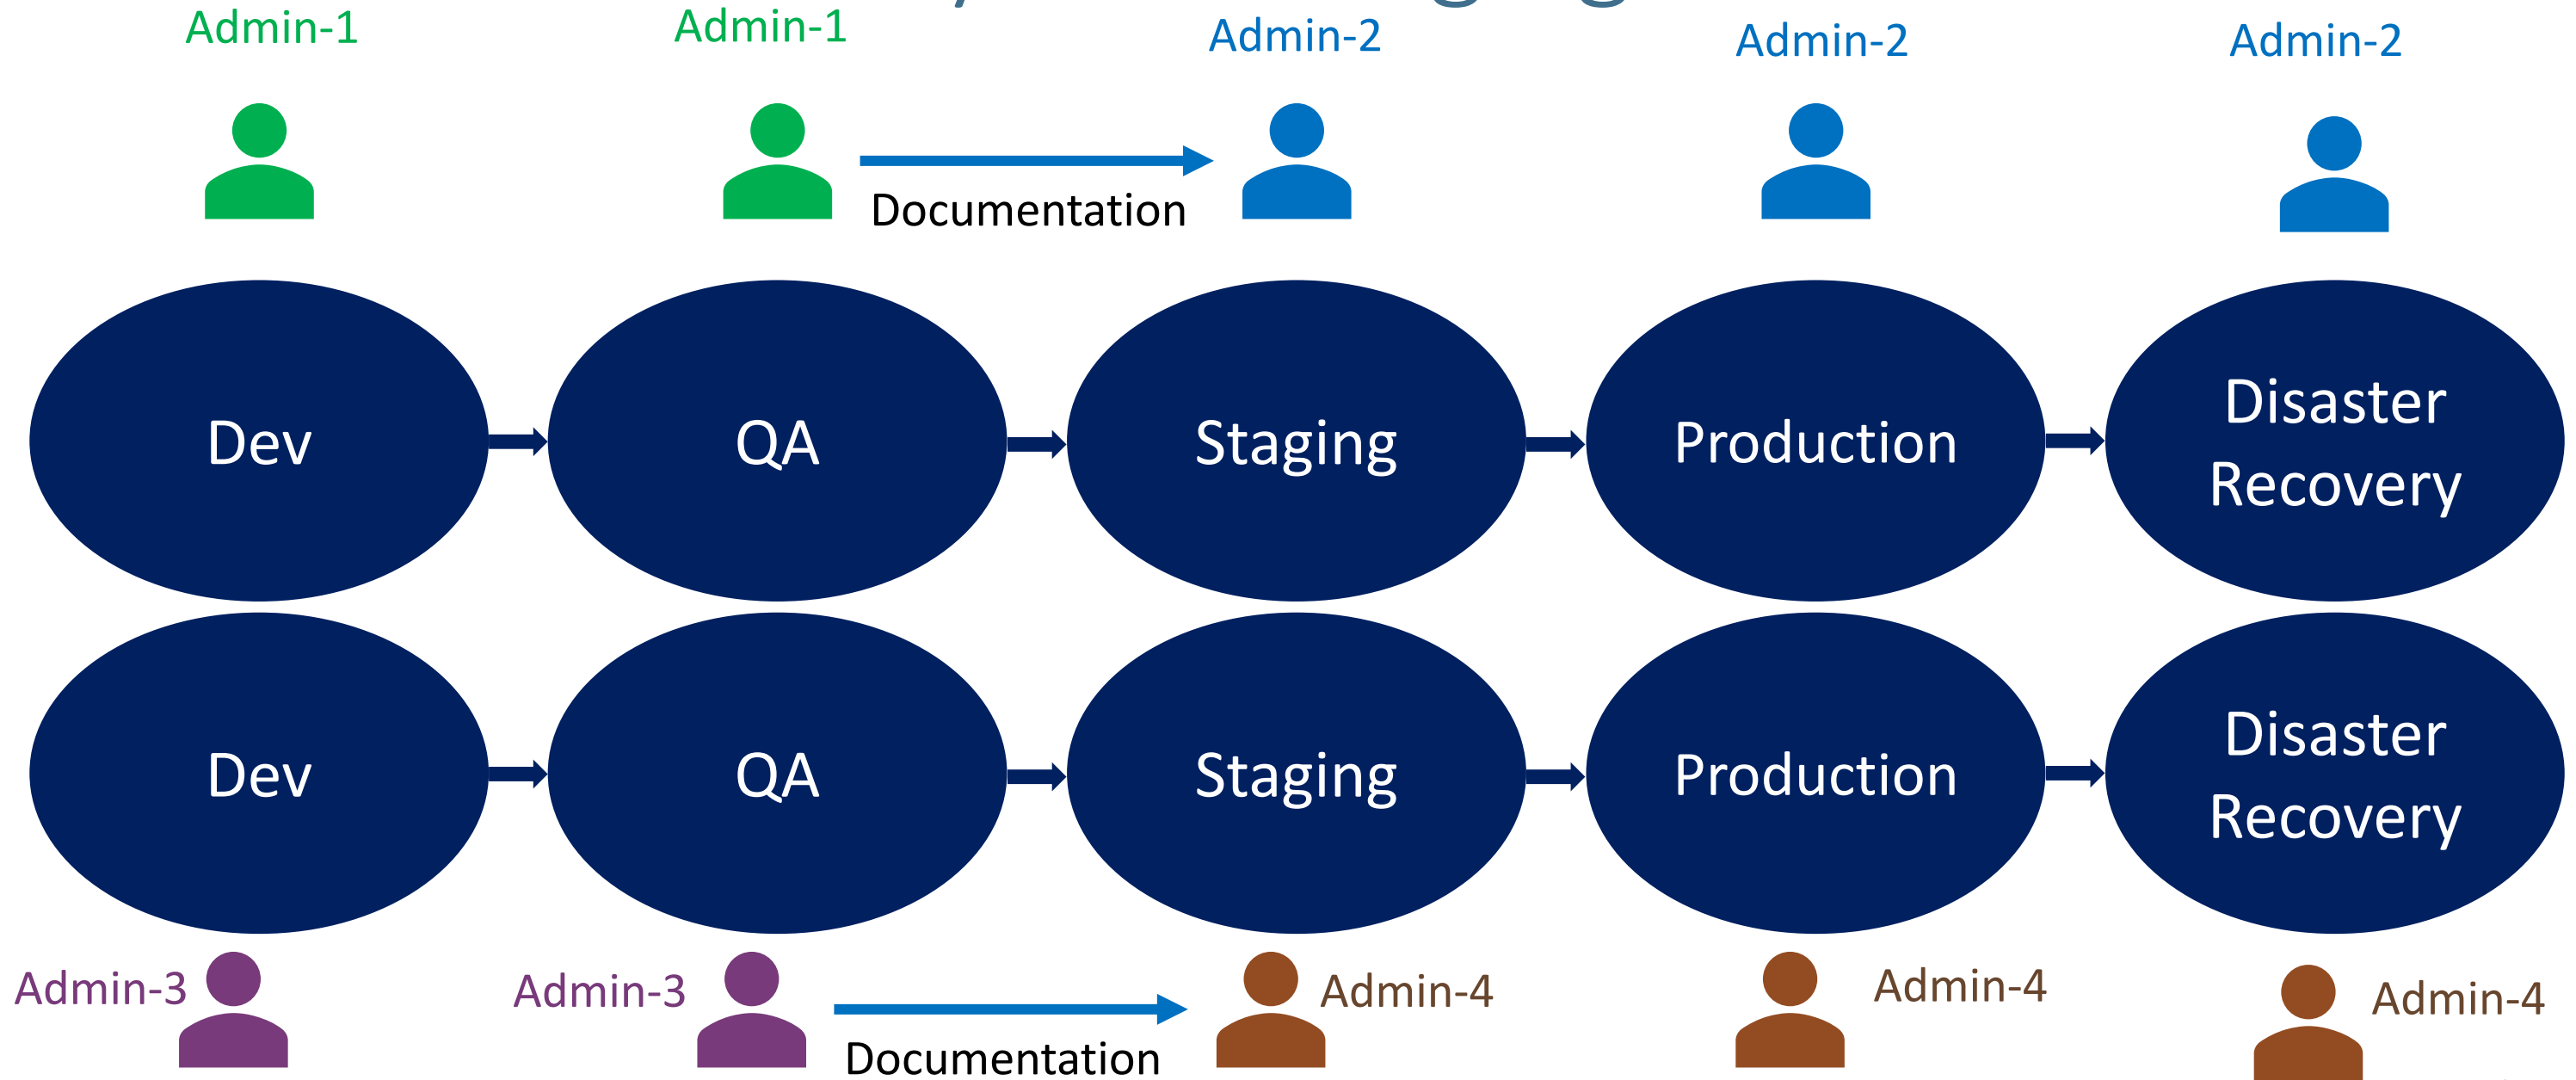 Admin-1
Admin-1
Admin-2
Admin-2
Admin-2
Documentation
Dev
QA
Staging
Production
Disaster
Recovery
Dev
QA
Staging
Production
Disaster
Recovery
Admin-3
Admin-3
Admin-4
Admin-4
Admin-4
Documentation